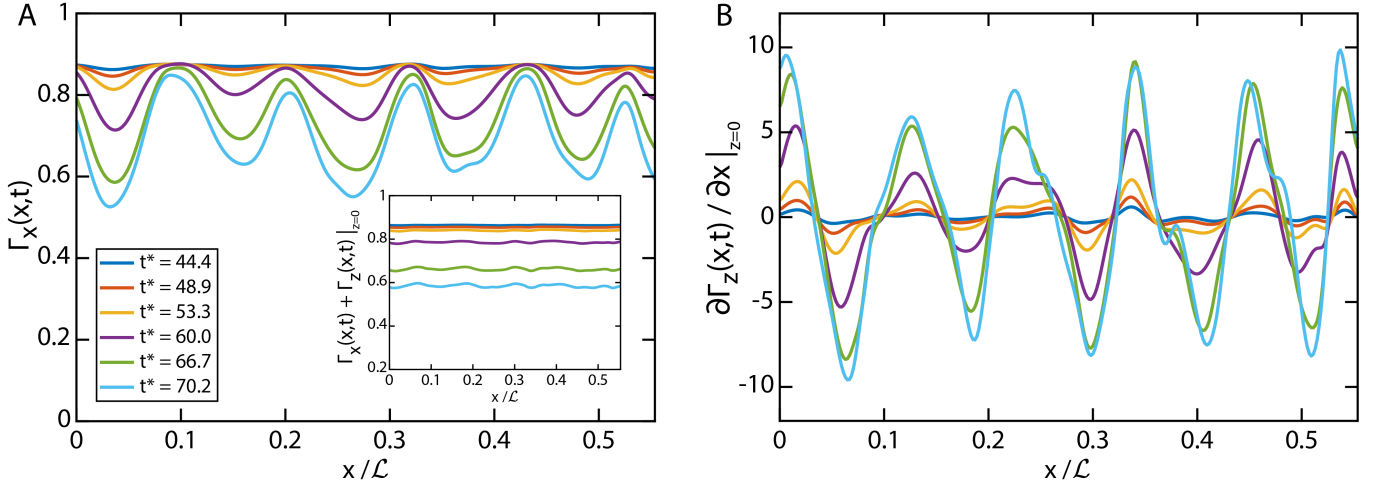 A
Γx(x,t)
1
0.8
0.6
0.4
0.2
0
0
0.1
0.2
0.3
0.4
0.5
x /ℒ
t* = 44.4
t* = 48.9
t* = 53.3
t* = 60.0
t* = 66.7
t* = 70.2
Γx(x,t) + Γz(x,t) |z=0
1
0.8
0.6
0.4
0.2
0
0.1
0.2
0.3
0.4
0.5
x /ℒ
B
∂Γz(x,t) / ∂x |z=0
10
5
0
-5
-10
0
0.1
0.2
0.3
0.4
0.5
x /ℒ